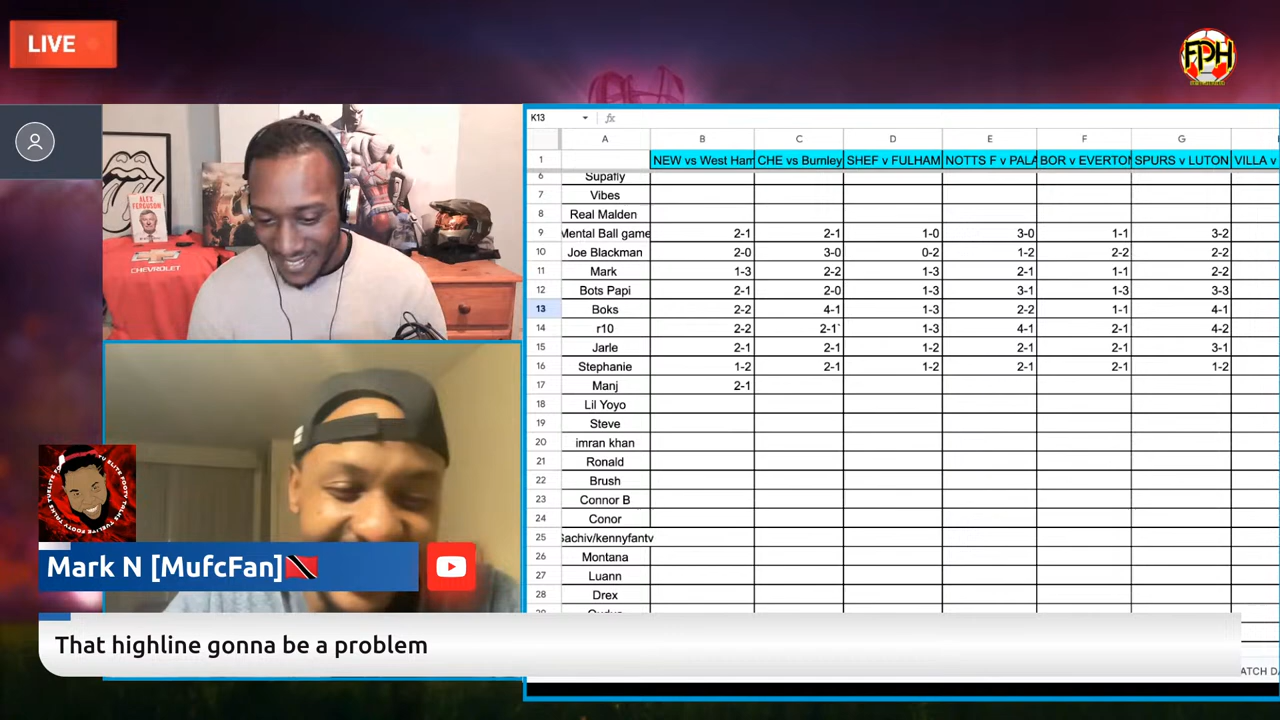 LIVE
FPH
ALEX FERGUSON
CHEVROLET
K13 fx
A B C D E F G
1 NEW vs West Ham CHE vs Burnley SHEF v FULHAM NOTTS F v PALA BOR v EVERTON SPURS v LUTON VILLA v
6 Supafly
7 Vibes
8 Real Malden
9 Mental Ball game 2-1 2-1 1-0 3-0 1-1 3-2
10 Joe Blackman 2-0 3-0 0-2 1-2 2-2 2-2
11 Mark 1-3 2-2 1-3 2-1 1-1 2-2
12 Bots Papi 2-1 2-0 1-3 3-1 1-3 3-3
13 Boks 2-2 4-1 1-3 2-2 1-1 4-1
14 r10 2-2 2-1` 1-3 4-1 2-1 4-2
15 Jarle 2-1 2-1 1-2 2-1 2-1 3-1
16 Stephanie 1-2 2-1 1-2 2-1 2-1 1-2
17 Manj 2-1
18 Lil Yoyo
19 Steve
20 imran khan
21 Ronald
22 Brush
23 Connor B
24 Conor
25 Sachiv/kennyfantv
26 Montana
27 Luann
28 Drex
ATCH DA
Mark N [MufcFan]
That highline gonna be a problem